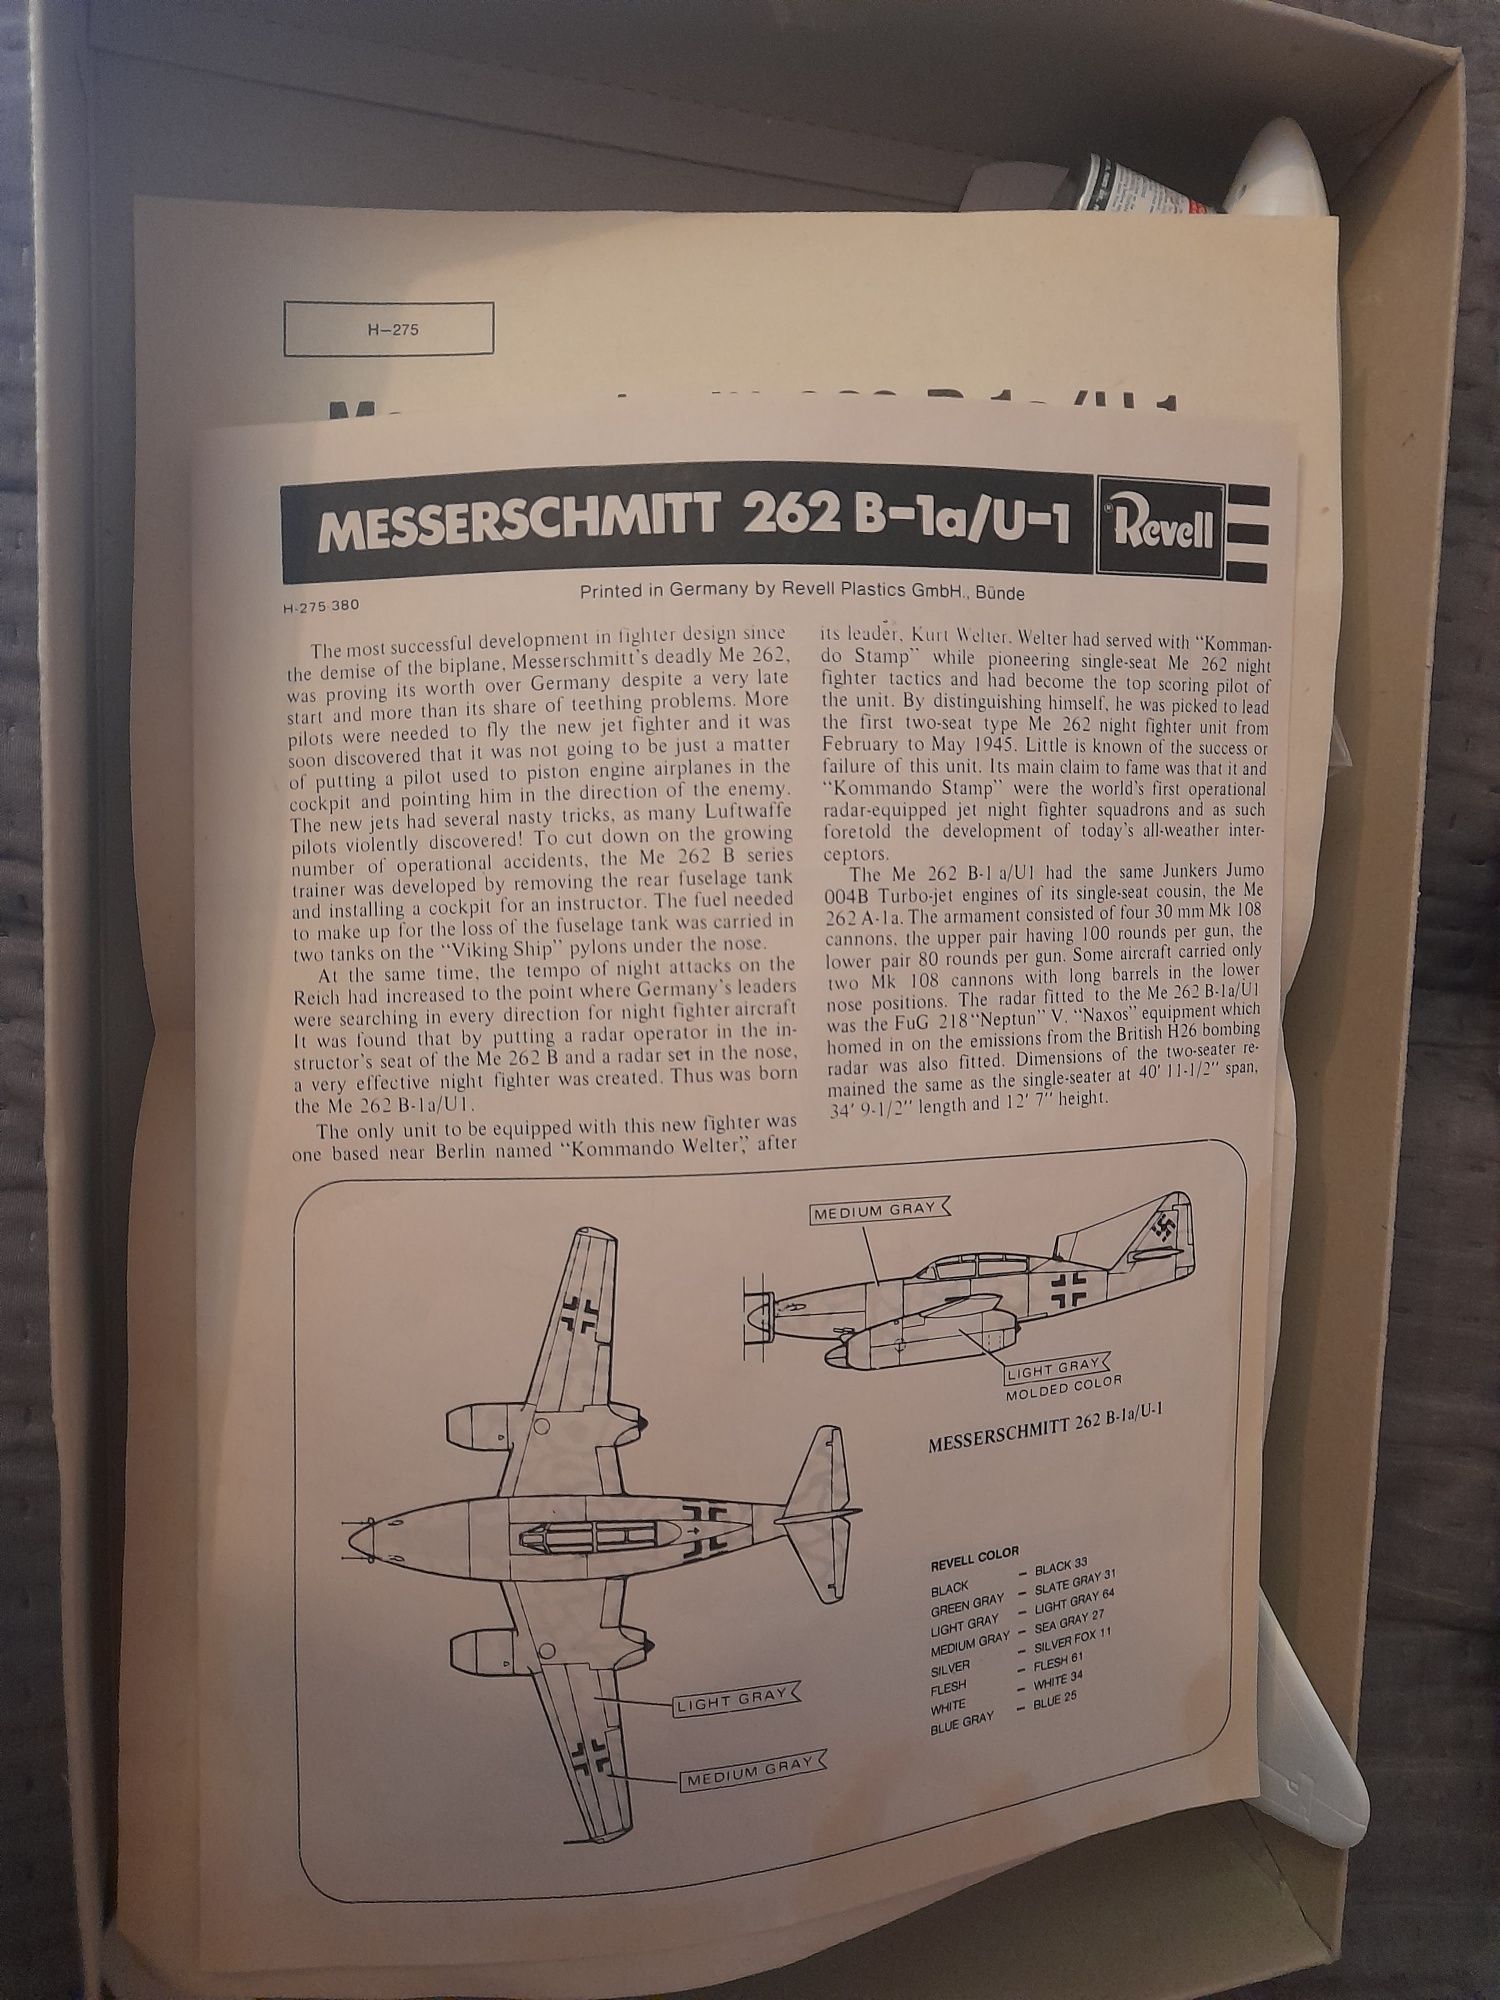 H-275
MESSERSCHMITT 262 B-1a/U-1
Revell
H-275 380
Printed in Germany by Revell Plastics GmbH., Bünde
The most successful development in fighter design since
the demise of the biplane, Messerschmitt's deadly Me 262,
was proving its worth over Germany despite a very late
start and more than its share of teething problems. More
pilots were needed to fly the new jet fighter and it was
soon discovered that it was not going to be just a matter
of putting a pilot used to piston engine airplanes in the
cockpit and pointing him in the direction of the enemy.
The new jets had several nasty tricks, as many Luftwaffe
pilots violently discovered! To cut down on the growing
number of operational accidents, the Me 262 B series
trainer was developed by removing the rear fuselage tank
and installing a cockpit for an instructor. The fuel needed
to make up for the loss of the fuselage tank was carried in
two tanks on the "Viking Ship" pylons under the nose.
At the same time, the tempo of night attacks on the
Reich had increased to the point where Germany's leaders
were searching in every direction for night fighter aircraft
It was found that by putting a radar operator in the in-
structor's seat of the Me 262 B and a radar set in the nose,
a very effective night fighter was created. Thus was born
the Me 262 B-1a/U1.
The only unit to be equipped with this new fighter was
one based near Berlin named "Kommando Welter", after
its leader, Kurt Welter. Welter had served with "Komman-
do Stamp" while pioneering single-seat Me 262 night
fighter tactics and had become the top scoring pilot of
the unit. By distinguishing himself, he was picked to lead
the first two-seat type Me 262 night fighter unit from
February to May 1945. Little is known of the success or
failure of this unit. Its main claim to fame was that it and
"Kommando Stamp" were the world's first operational
radar-equipped jet night fighter squadrons and as such
foretold the development of today's all-weather inter-
ceptors.
The Me 262 B-1 a/U1 had the same Junkers Jumo
004B Turbo-jet engines of its single-seat cousin, the Me
262 A-1a. The armament consisted of four 30 mm Mk 108
cannons, the upper pair having 100 rounds per gun, the
lower pair 80 rounds per gun. Some aircraft carried only
two Mk 108 cannons with long barrels in the lower
nose positions. The radar fitted to the Me 262 B-1a/U1
was the FuG 218 "Neptun" V. "Naxos" equipment which
homed in on the emissions from the British H26 bombing
radar was also fitted. Dimensions of the two-seater re-
mained the same as the single-seater at 40' 11-1/2" span,
34' 9-1/2" length and 12' 7" height.
MEDIUM GRAY
LIGHT GRAY
MOLDED COLOR
MESSERSCHMITT 262 B-1a/U-1
REVELL COLOR
BLACK – BLACK 33
GREEN GRAY – SLATE GRAY 31
LIGHT GRAY – LIGHT GRAY 64
MEDIUM GRAY – SEA GRAY 27
SILVER – SILVER FOX 11
FLESH – FLESH 61
WHITE – WHITE 34
BLUE GRAY – BLUE 25
LIGHT GRAY
MEDIUM GRAY